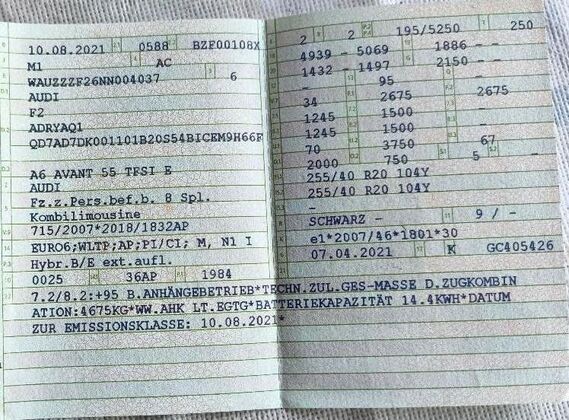 10.08.2021 0588 BZF00108X
M1 AC
WAUZZZF26NN004037 6
AUDI
F2
ADRYAQ1
QD7AD7DK001101B20S54BICEM9H66F
A6 AVANT 55 TFSI E
AUDI
Fz.z.Pers.bef.b. 8 Spl.
Kombilimousine
715/2007*2018/1832AP
EURO6;WLTP;AP;PI/CI; M, N1 I
Hybr.B/E ext.aufl.
0025 36AP 1984
2 2 195/5250 250
4939 - 5069 1886 - -
1432 - 1497 2150 - -
- 95
34 2675 2675
1245 1500
1245 1500
70 3750 67
2000 750 5 -
255/40 R20 104Y
255/40 R20 104Y
-
SCHWARZ - 9 / -
e1*2007/46*1801*30
07.04.2021 K GC405426
7.2/8.2:+95 B.ANHÄNGEBETRIEB*TECHN.ZUL.GES-MASSE D.ZUGKOMBIN
ATION:4675KG*WW.AHK LT.EGTG*BATTERIEKAPAZITÄT 14.4KWH*DATUM
ZUR EMISSIONSKLASSE: 10.08.2021*